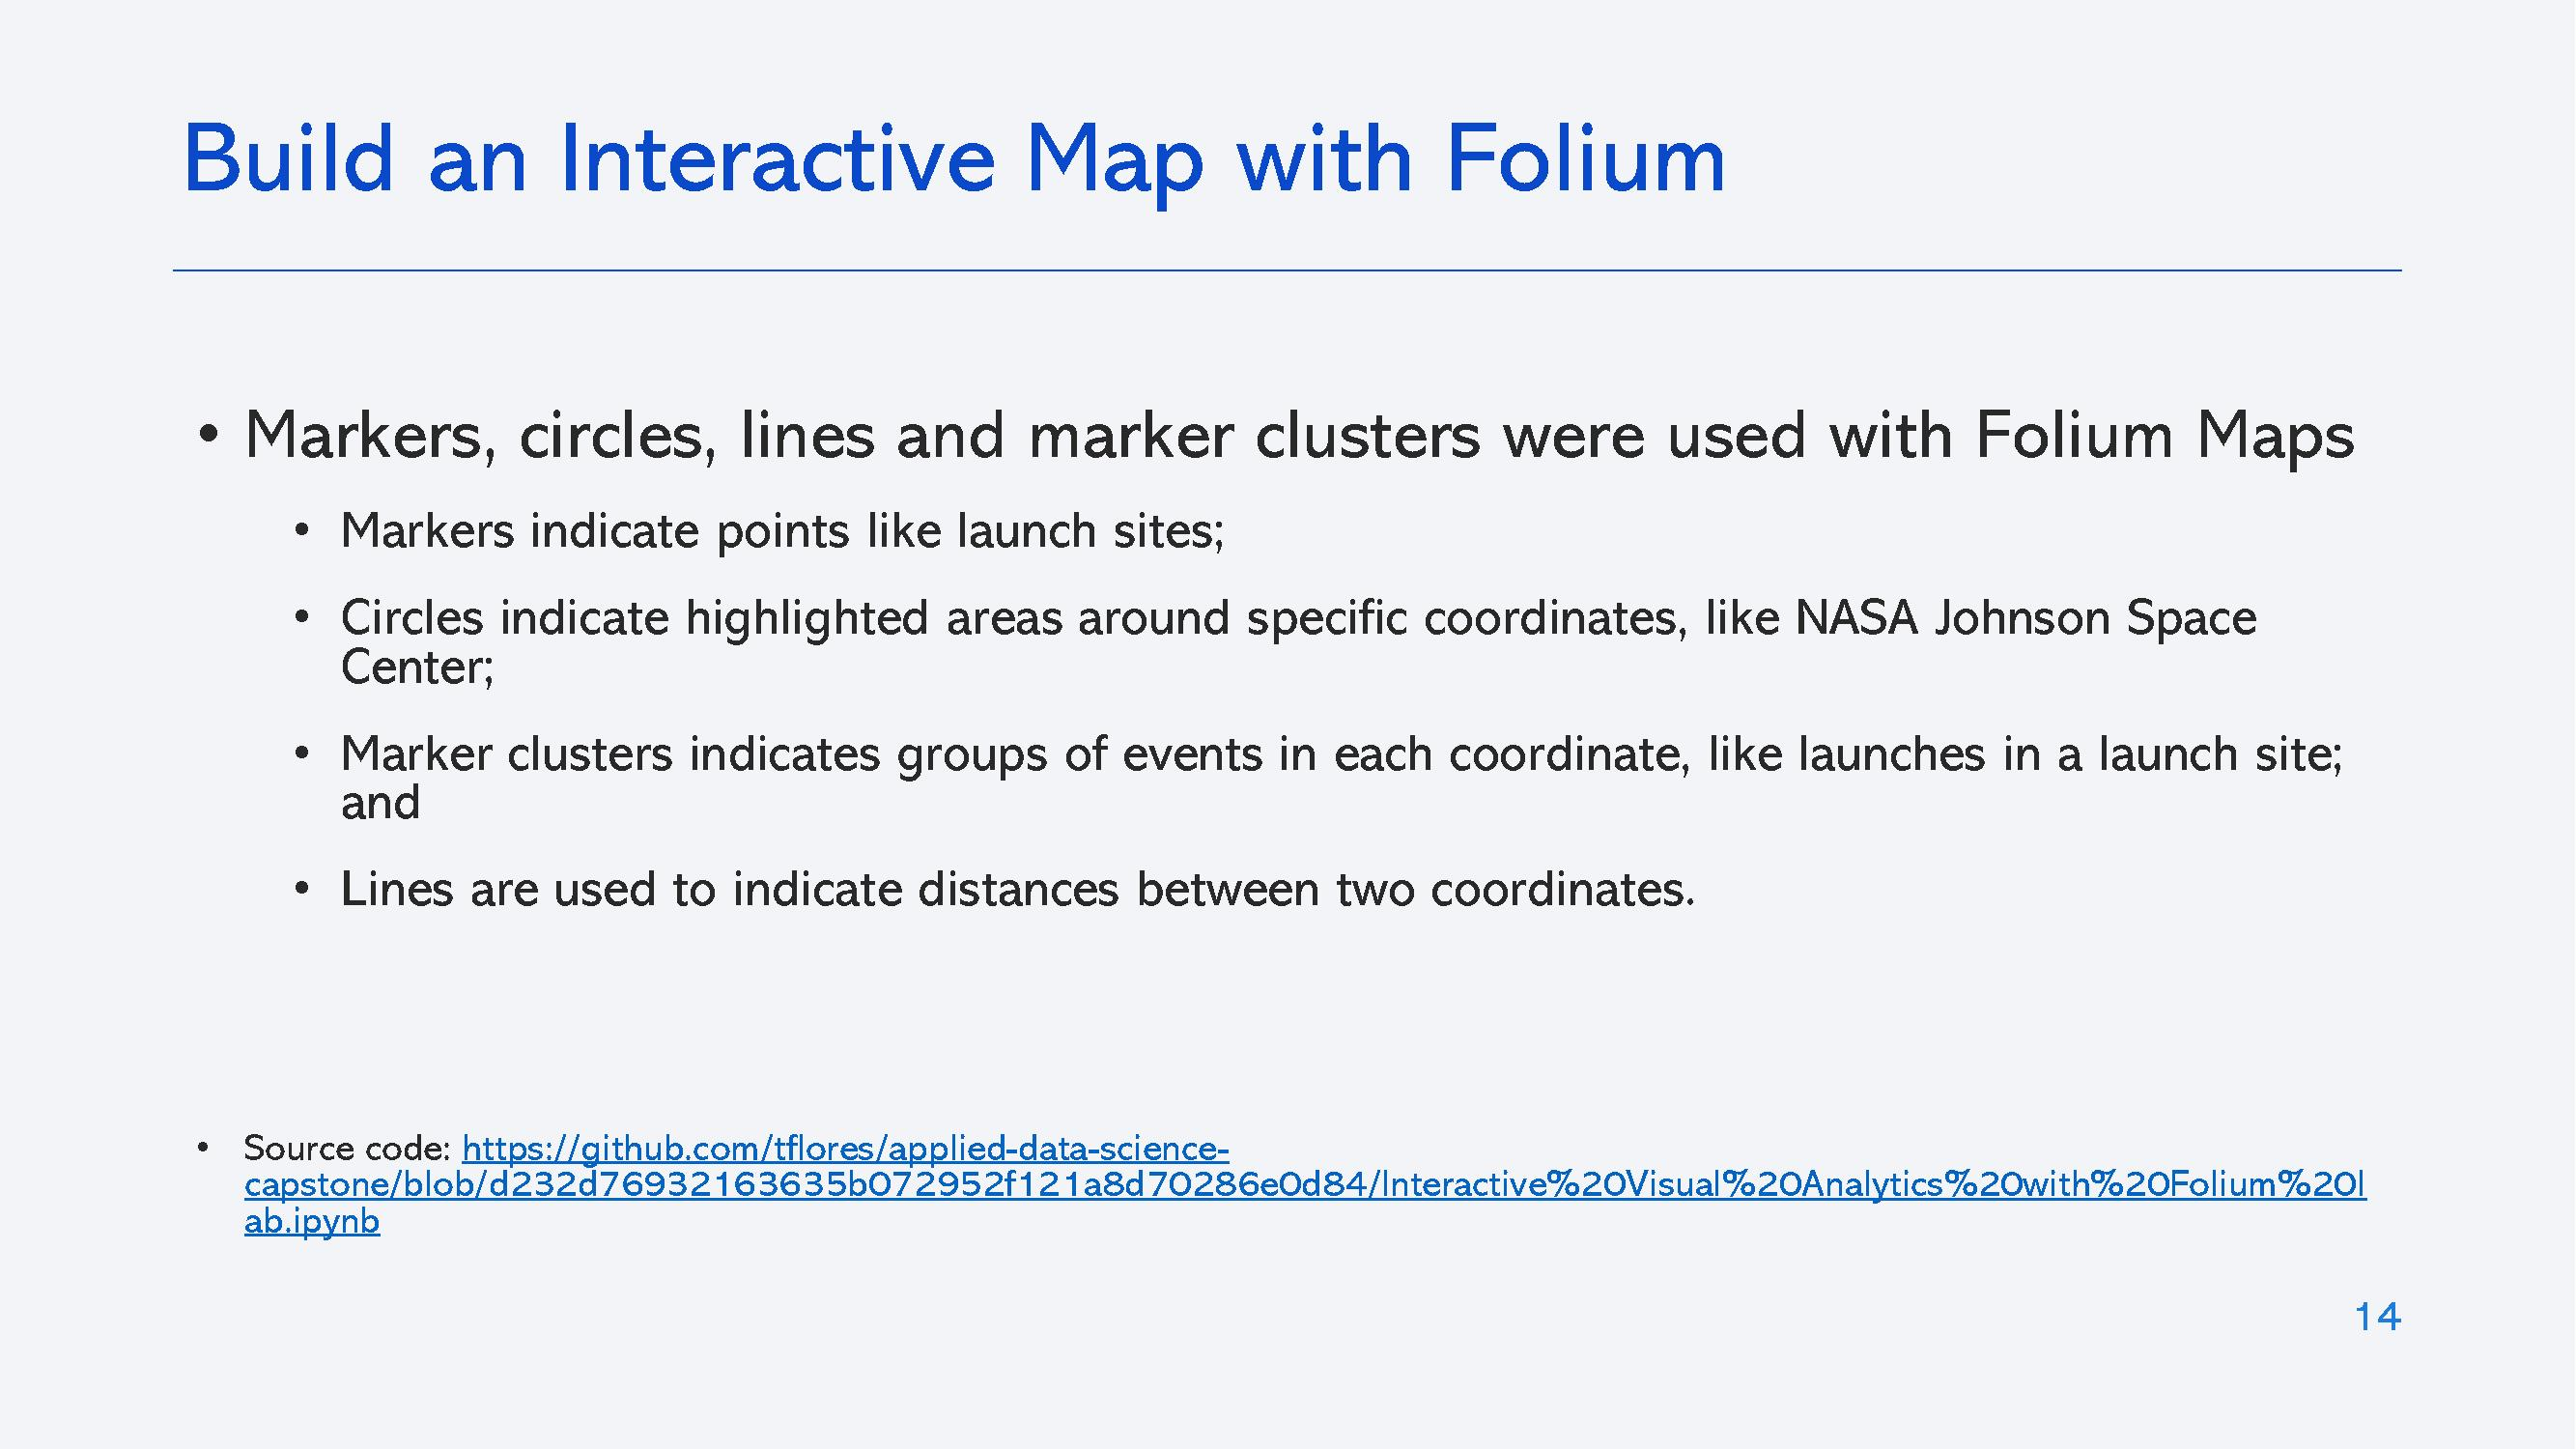 Build an Interactive Map with Folium
• Markers, circles, lines and marker clusters were used with Folium Maps
• Markers indicate points like launch sites;
• Circles indicate highlighted areas around specific coordinates, like NASA Johnson Space
Center;
• Marker clusters indicates groups of events in each coordinate, like launches in a launch site;
and
• Lines are used to indicate distances between two coordinates.
• Source code: https://github.com/tflores/applied-data-science-
capstone/blob/d232d76932163635b072952f121a8d70286e0d84/Interactive%20Visual%20Analytics%20with%20Folium%20l
ab.ipynb
14